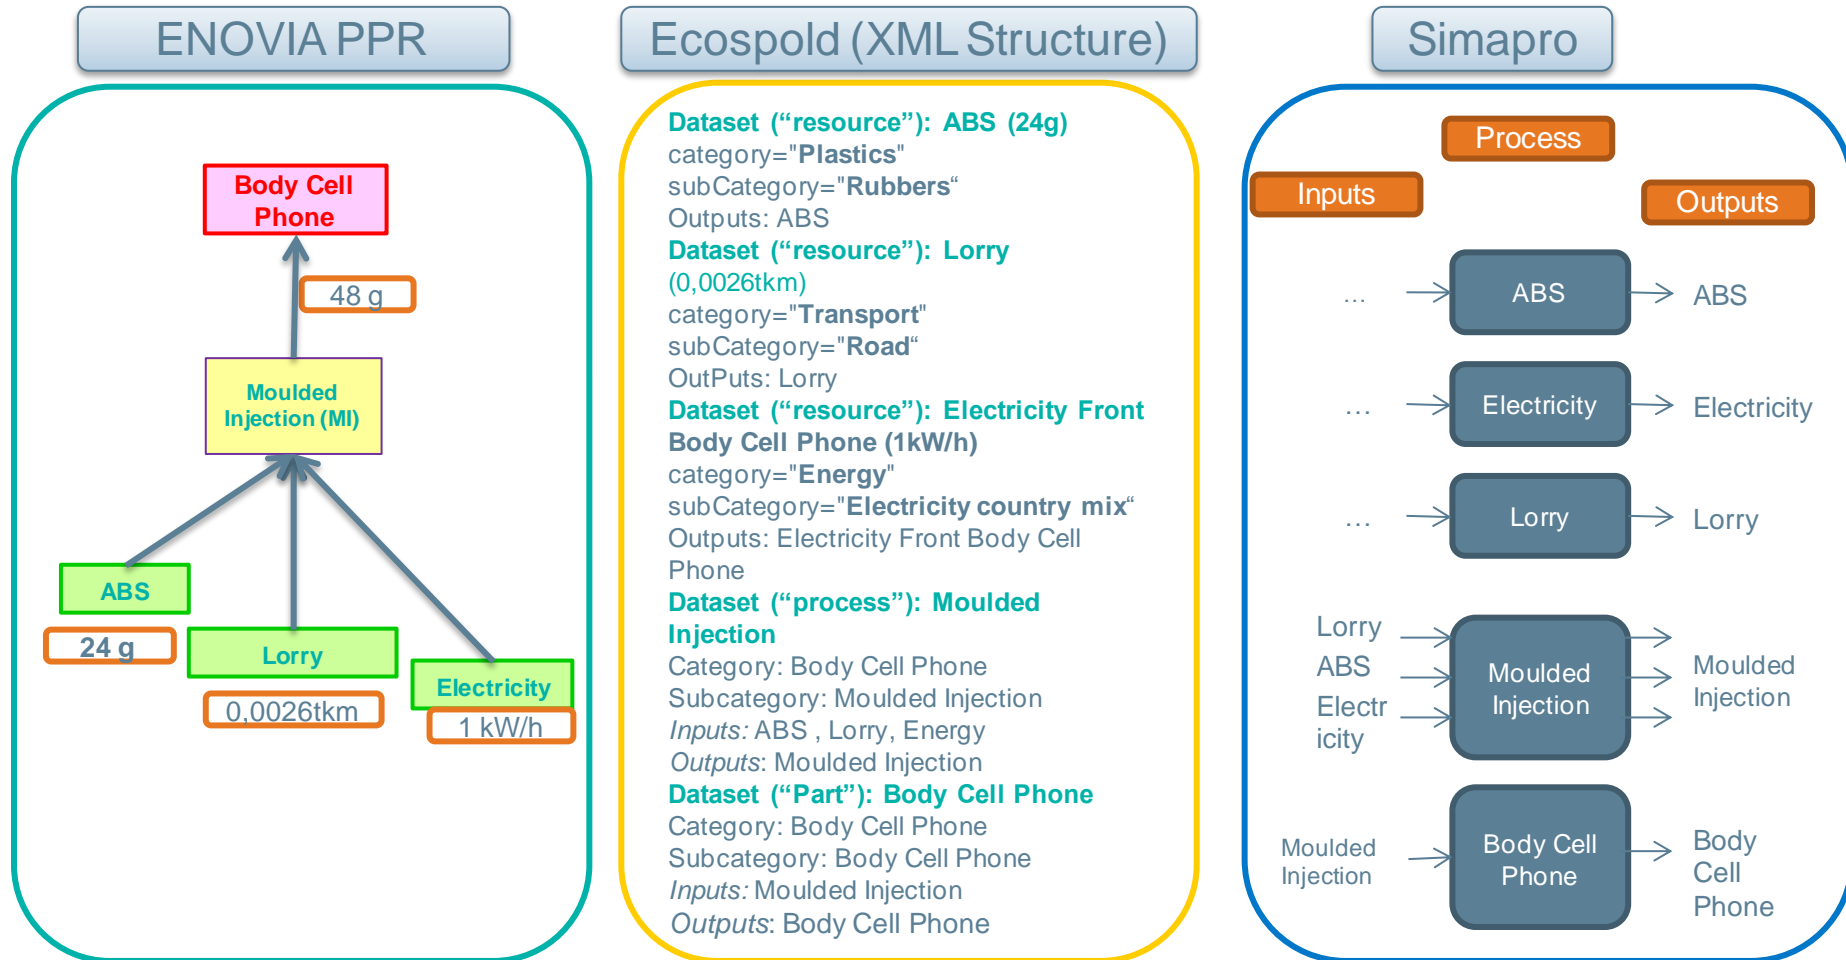 ENOVIA PPR
Body Cell
Phone
48 g
Moulded
Injection (MI)
ABS
24 g
Lorry
0,0026tkm
Electricity
1 kW/h
Ecospold (XML Structure)
Dataset (“resource”): ABS (24g)
category="Plastics"
subCategory="Rubbers“
Outputs: ABS
Dataset (“resource”): Lorry
(0,0026tkm)
category="Transport"
subCategory="Road“
OutPuts: Lorry
Dataset (“resource”): Electricity Front
Body Cell Phone (1kW/h)
category="Energy"
subCategory="Electricity country mix“
Outputs: Electricity Front Body Cell
Phone
Dataset (“process”): Moulded
Injection
Category: Body Cell Phone
Subcategory: Moulded Injection
Inputs: ABS , Lorry, Energy
Outputs: Moulded Injection
Dataset (“Part”): Body Cell Phone
Category: Body Cell Phone
Subcategory: Body Cell Phone
Inputs: Moulded Injection
Outputs: Body Cell Phone
Simapro
Process
Inputs
Outputs
...
ABS
ABS
...
Electricity
Electricity
...
Lorry
Lorry
Lorry
ABS
Electr
icity
Moulded
Injection
Moulded
Injection
Moulded
Injection
Body Cell
Phone
Body
Cell
Phone